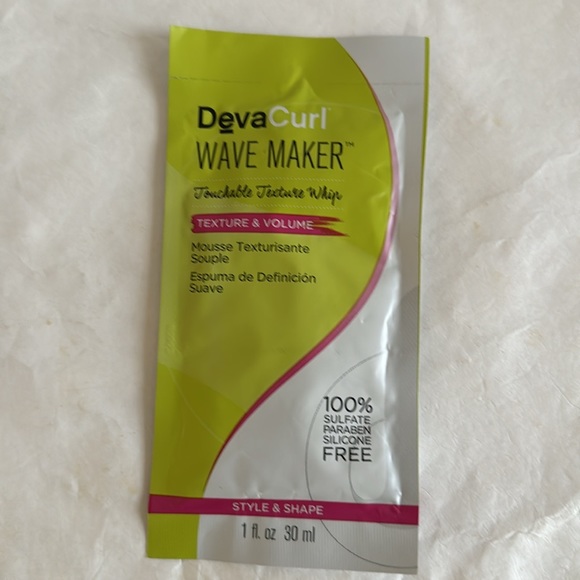 DevaCurl
WAVE MAKER™
Touchable Texture Whip
TEXTURE & VOLUME
Mousse Texturisante
Souple
Espuma de Definición
Suave
100%
SULFATE
PARABEN
SILICONE
FREE
STYLE & SHAPE
1 fl. oz 30 ml